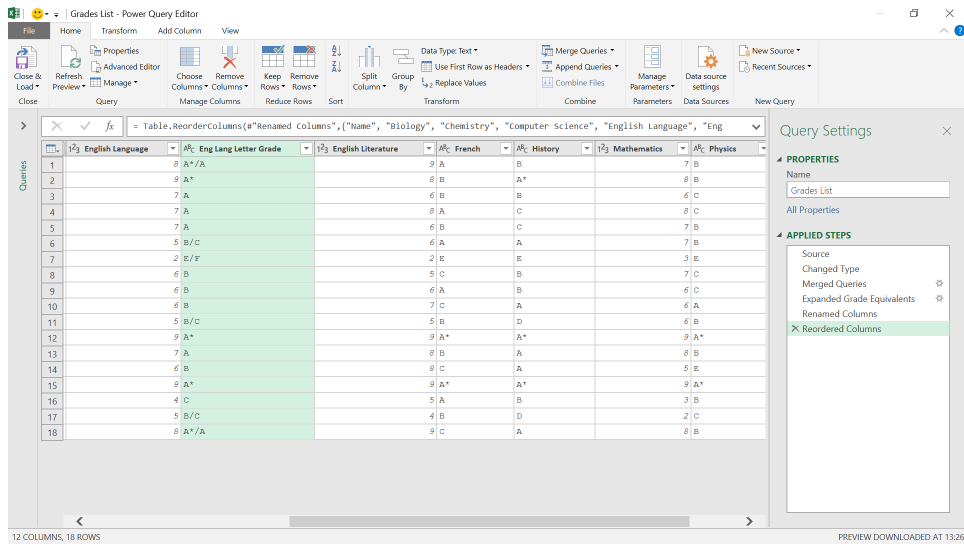 Grades List - Power Query Editor
File Home Transform Add Column View
Close & Load Refresh Preview Properties Advanced Editor Manage Choose Columns Remove Columns Keep Rows Remove Rows Split Column Group By Data Type: Text Use First Row as Headers Replace Values Merge Queries Append Queries Combine Files Manage Parameters Data source settings New Source Recent Sources
Close Query Manage Columns Reduce Rows Sort Transform Combine Parameters Data Sources New Query
fx = Table.ReorderColumns(#"Renamed Columns",{"Name", "Biology", "Chemistry", "Computer Science", "English Language", "Eng
Queries
123 English Language ABC Eng Lang Letter Grade 123 English Literature ABC French ABC History 123 Mathematics ABC Physics
1 8 A*/A 9 A B 7 B
2 9 A* 8 B A* 8 B
3 7 A 6 B B 6 C
4 7 A 8 A C 8 C
5 7 A 6 B C 7 B
6 5 B/C 6 A A 7 B
7 2 E/F 2 E E 3 E
8 6 B 5 C B 7 C
9 6 B 6 A B 6 C
10 6 B 7 C A 6 A
11 5 B/C 5 B D 6 B
12 9 A* 9 A* A* 9 A*
13 7 A 8 B A 8 B
14 6 B 8 C A 5 E
15 9 A* 9 A* A* 9 A*
16 4 C 5 A B 3 B
17 5 B/C 4 B D 2 C
18 8 A*/A 9 C A 8 B
Query Settings
PROPERTIES
Name
Grades List
All Properties
APPLIED STEPS
Source
Changed Type
Merged Queries
Expanded Grade Equivalents
Renamed Columns
Reordered Columns
12 COLUMNS, 18 ROWS PREVIEW DOWNLOADED AT 13:26